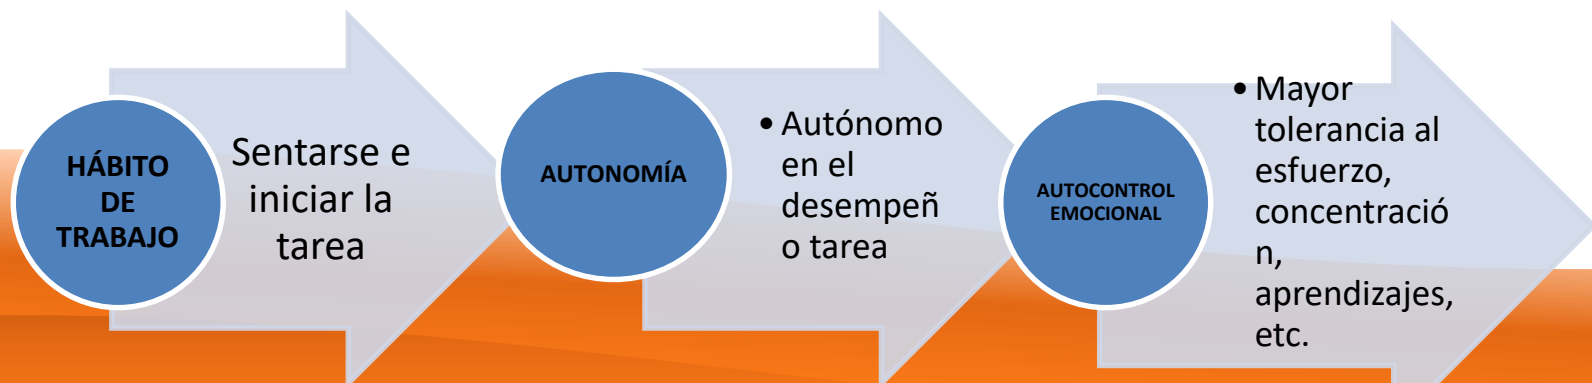 HÁBITO
DE
TRABAJO
Sentarse e
iniciar la
tarea
AUTONOMÍA
• Autónomo
en el
desempeñ
o tarea
AUTOCONTROL
EMOCIONAL
• Mayor
tolerancia al
esfuerzo,
concentració
n,
aprendizajes,
etc.